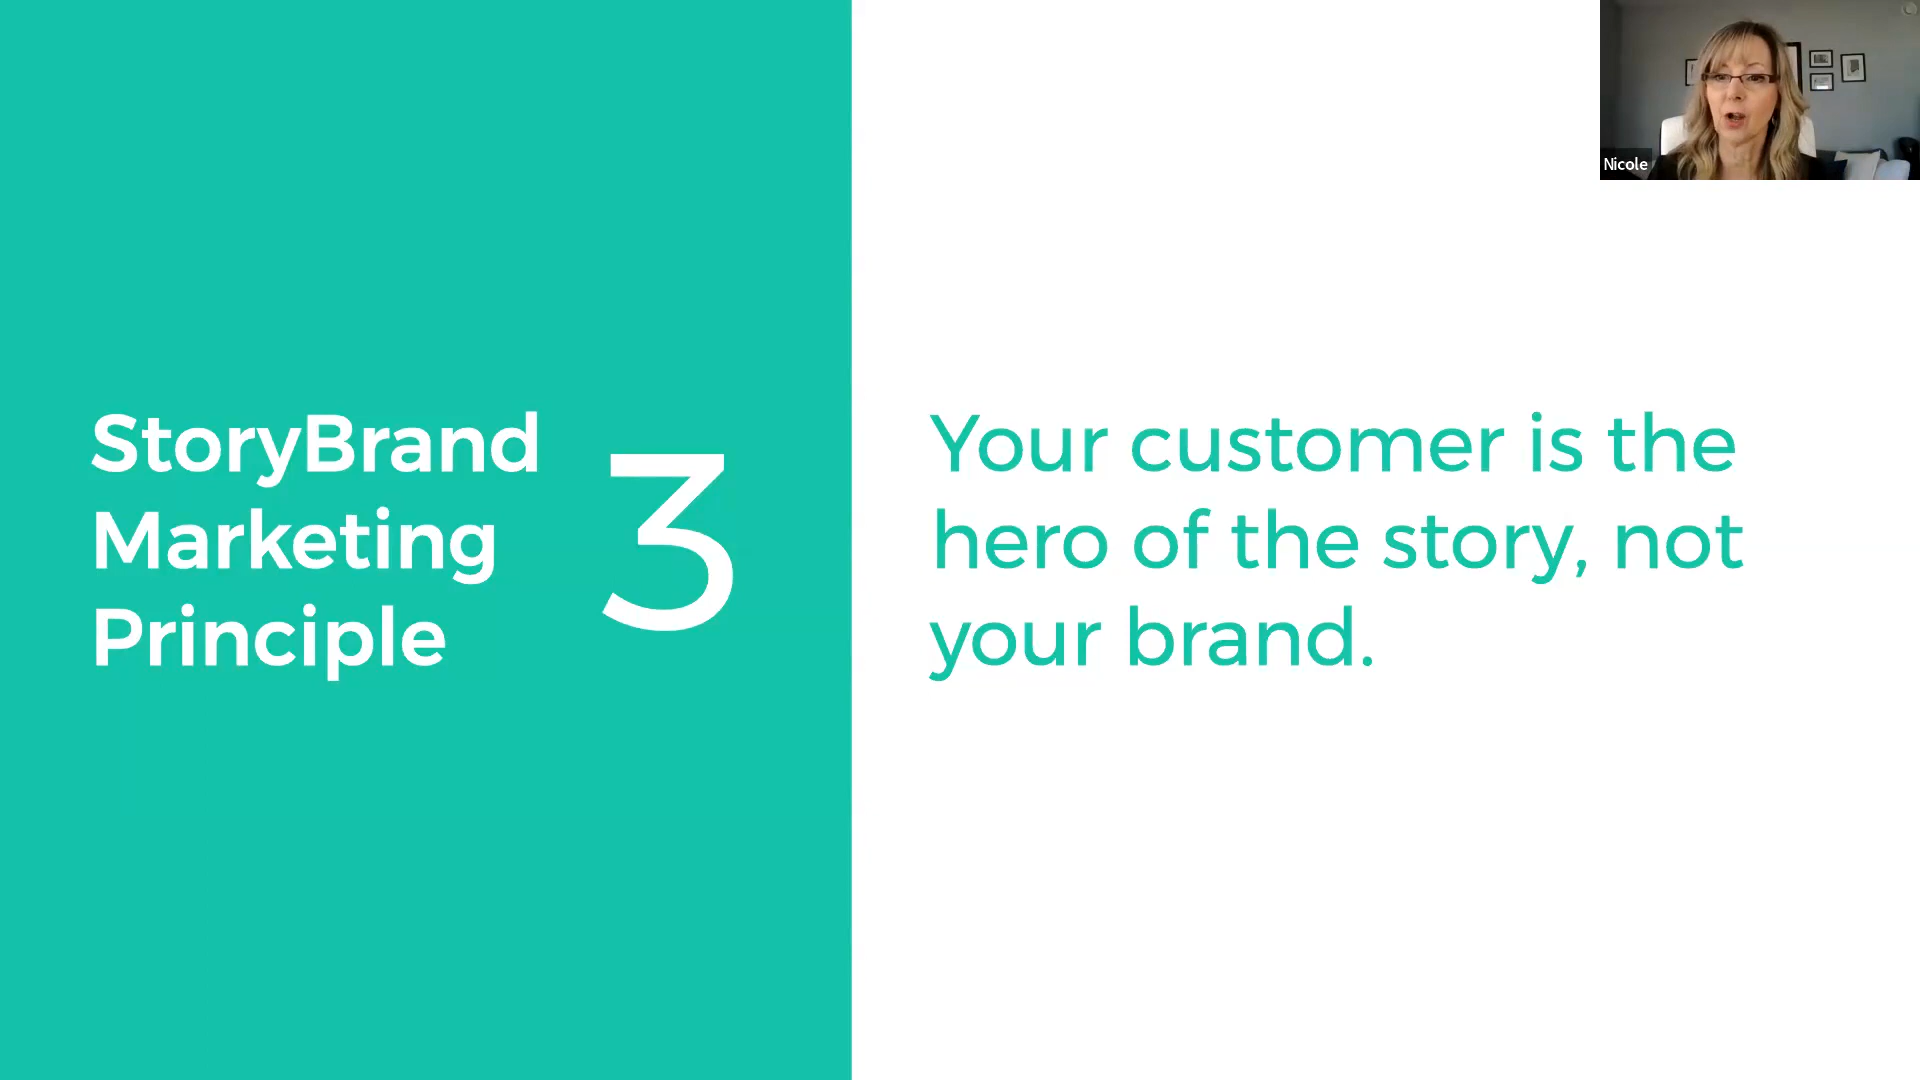 StoryBrand
Marketing
Principle
3
Your customer is the
hero of the story, not
your brand.
Nicole